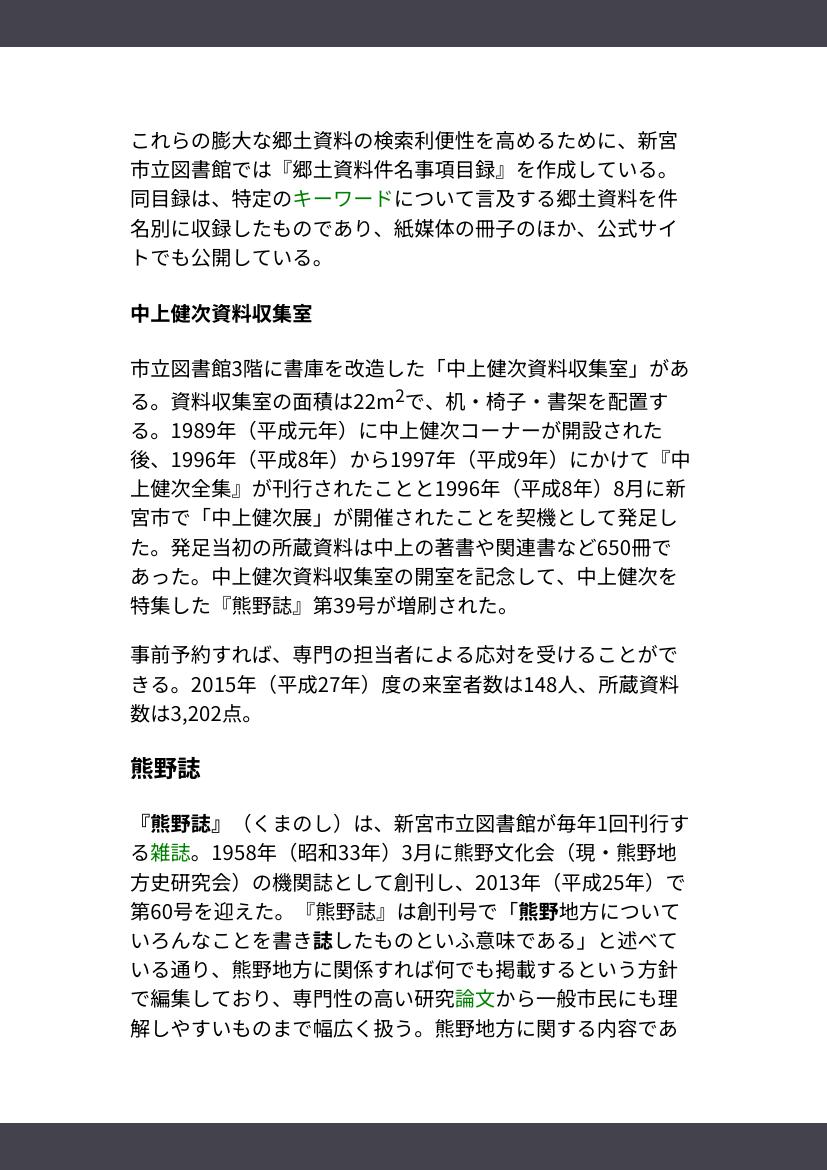 これらの膨大な郷土資料の検索利便性を高めるために、新宮
市立図書館では『郷土資料件名事項目録』を作成している。
同目録は、特定のキーワードについて言及する郷土資料を件
名別に収録したものであり、紙媒体の冊子のほか、公式サイ
トでも公開している。
中上健次資料収集室
市立図書館3階に書庫を改造した「中上健次資料収集室」があ
る。資料収集室の面積は22m2で、机・椅子・書架を配置す
る。1989年（平成元年）に中上健次コーナーが開設された
後、1996年（平成8年）から1997年（平成9年）にかけて『中
上健次全集』が刊行されたことと1996年（平成8年）8月に新
宮市で「中上健次展」が開催されたことを契機として発足し
た。発足当初の所蔵資料は中上の著書や関連書など650冊で
あった。中上健次資料収集室の開室を記念して、中上健次を
特集した『熊野誌』第39号が増刷された。
事前予約すれば、専門の担当者による応対を受けることがで
きる。2015年（平成27年）度の来室者数は148人、所蔵資料
数は3,202点。
熊野誌
『熊野誌』（くまのし）は、新宮市立図書館が毎年1回刊行す
る雑誌。1958年（昭和33年）3月に熊野文化会（現・熊野地
方史研究会）の機関誌として創刊し、2013年（平成25年）で
第60号を迎えた。『熊野誌』は創刊号で「熊野地方について
いろんなことを書き誌したものといふ意味である」と述べて
いる通り、熊野地方に関係すれば何でも掲載するという方針
で編集しており、専門性の高い研究論文から一般市民にも理
解しやすいものまで幅広く扱う。熊野地方に関する内容であ